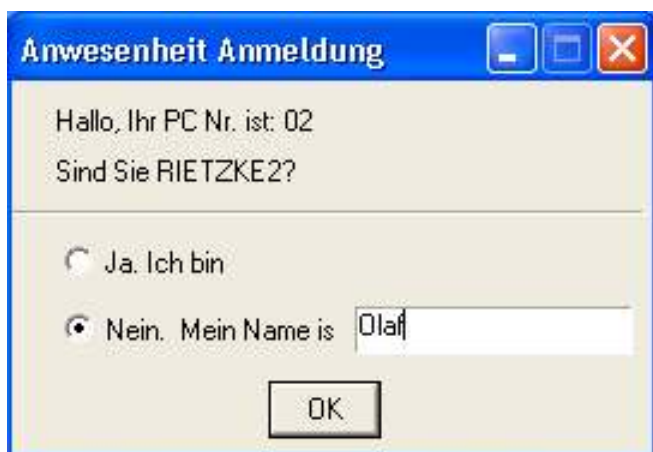 Anwesenheit Anmeldung
Hallo, Ihr PC Nr. ist: 02
Sind Sie RIETZKE2?
Ja. Ich bin
Nein. Mein Name is Olaf
OK